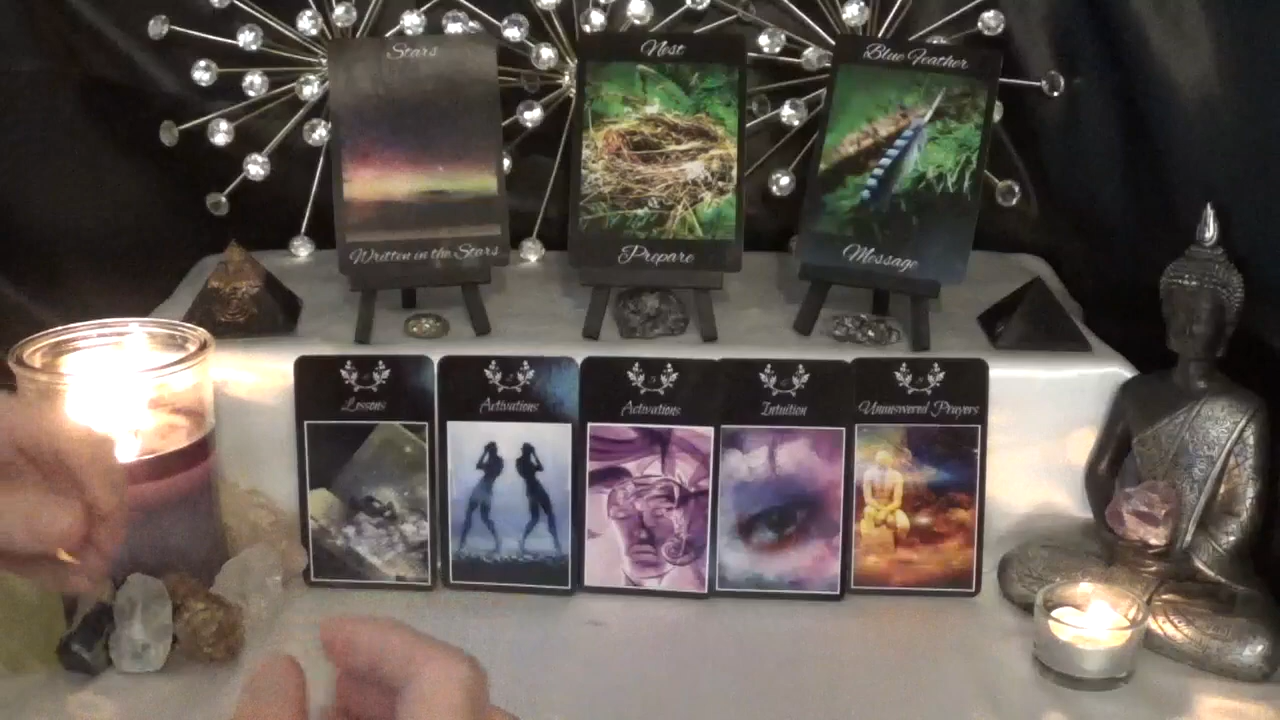 Stars
Nest
Blue Feather
Written in the Stars
Prepare
Message
Lessons
Activations
Activations
Intuition
Unanswered Prayers